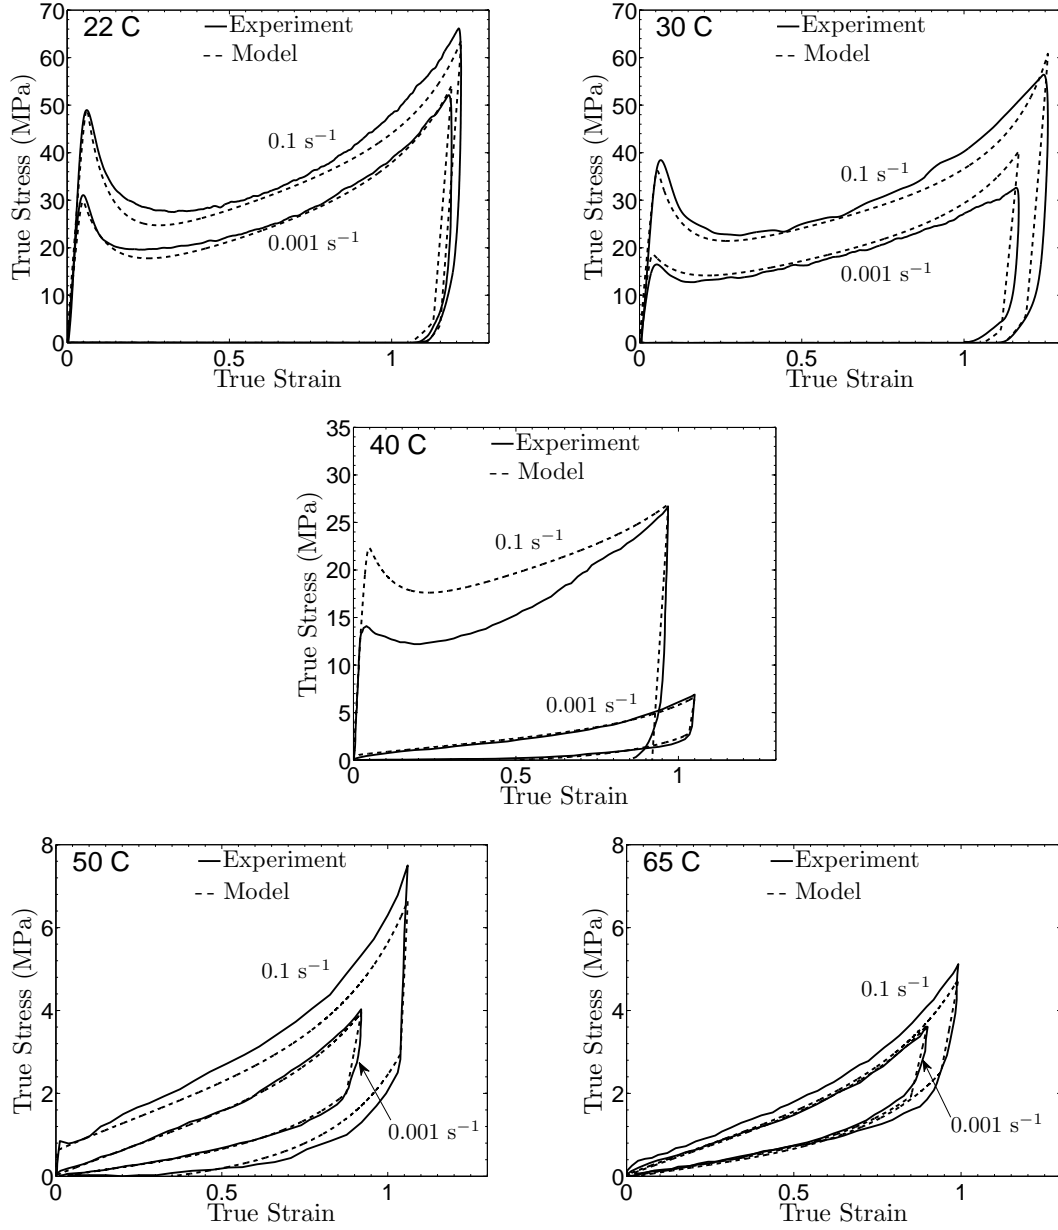 22 C
Experiment
Model
0.1 s⁻¹
0.001 s⁻¹
True Stress (MPa)
70
60
50
40
30
20
10
0
0 0.5 1
True Strain
30 C
Experiment
Model
0.1 s⁻¹
0.001 s⁻¹
True Stress (MPa)
70
60
50
40
30
20
10
0
0 0.5 1
True Strain
40 C
Experiment
Model
0.1 s⁻¹
0.001 s⁻¹
True Stress (MPa)
35
30
25
20
15
10
5
0
0 0.5 1
True Strain
50 C
Experiment
Model
0.1 s⁻¹
0.001 s⁻¹
True Stress (MPa)
8
6
4
2
0
0 0.5 1
True Strain
65 C
Experiment
Model
0.1 s⁻¹
0.001 s⁻¹
True Stress (MPa)
8
6
4
2
0
0 0.5 1
True Strain